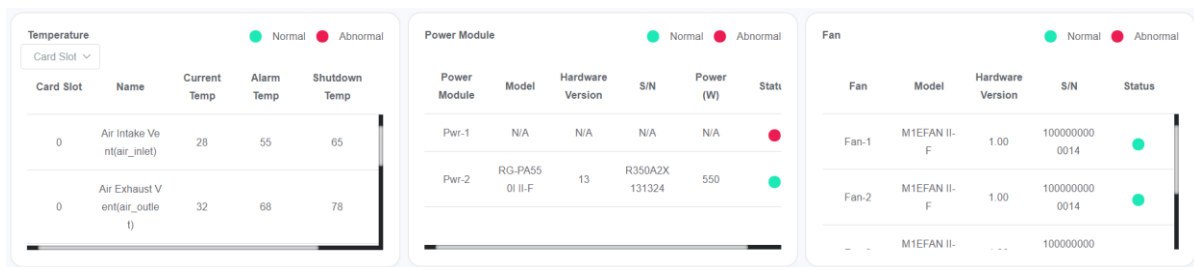 Temperature
Normal
Abnormal
Card Slot
Card Slot
Name
Current
Temp
Alarm
Temp
Shutdown
Temp
0
Air Intake Ve
nt(air_inlet)
28
55
65
0
Air Exhaust V
ent(air_outle
t)
32
68
78
Power Module
Normal
Abnormal
Power
Module
Model
Hardware
Version
S/N
Power
(W)
Pwr-1
N/A
N/A
N/A
N/A
Pwr-2
RG-PA55
0I II-F
13
R350A2X
131324
550
Fan
Normal
Abnormal
Fan
Model
Hardware
Version
S/N
Status
Fan-1
M1EFAN II-
F
1.00
100000000
0014
Fan-2
M1EFAN II-
F
1.00
100000000
0014
M1EFAN II-
100000000